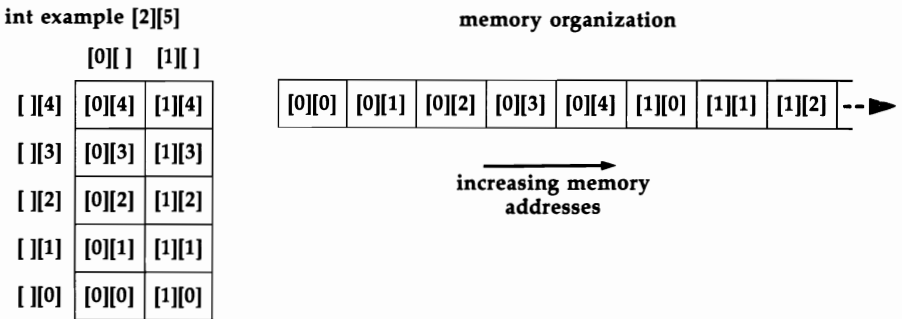 int example [2][5]
memory organization
[0][ ] [1][ ]
[ ][4] [0][4] [1][4]
[ ][3] [0][3] [1][3]
[ ][2] [0][2] [1][2]
[ ][1] [0][1] [1][1]
[ ][0] [0][0] [1][0]
[0][0] [0][1] [0][2] [0][3] [0][4] [1][0] [1][1] [1][2]
increasing memory
addresses